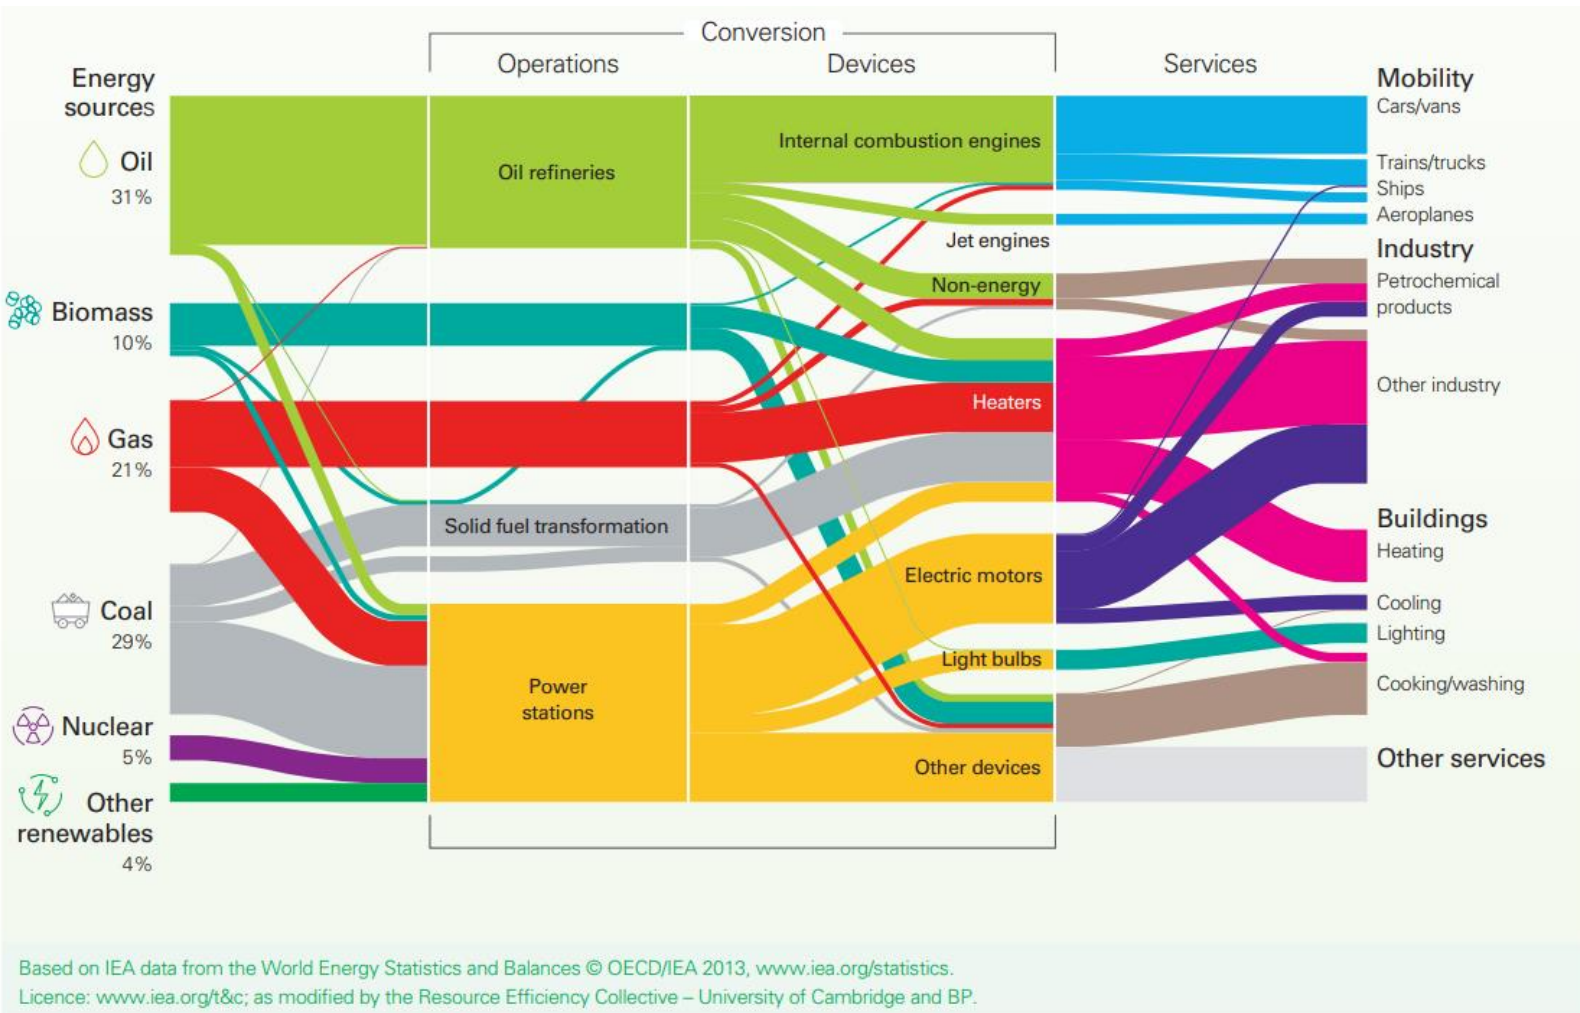 Conversion
Operations
Devices
Services
Energy
sources
Oil
31%
Biomass
10%
Gas
21%
Coal
29%
Nuclear
5%
Other
renewables
4%
Oil refineries
Solid fuel transformation
Power
stations
Internal combustion engines
Jet engines
Non-energy
Heaters
Electric motors
Light bulbs
Other devices
Mobility
Cars/vans
Trains/trucks
Ships
Aeroplanes
Industry
Petrochemical
products
Other industry
Buildings
Heating
Cooling
Lighting
Cooking/washing
Other services
Based on IEA data from the World Energy Statistics and Balances © OECD/IEA 2013, www.iea.org/statistics.
Licence: www.iea.org/t&c; as modified by the Resource Efficiency Collective – University of Cambridge and BP.